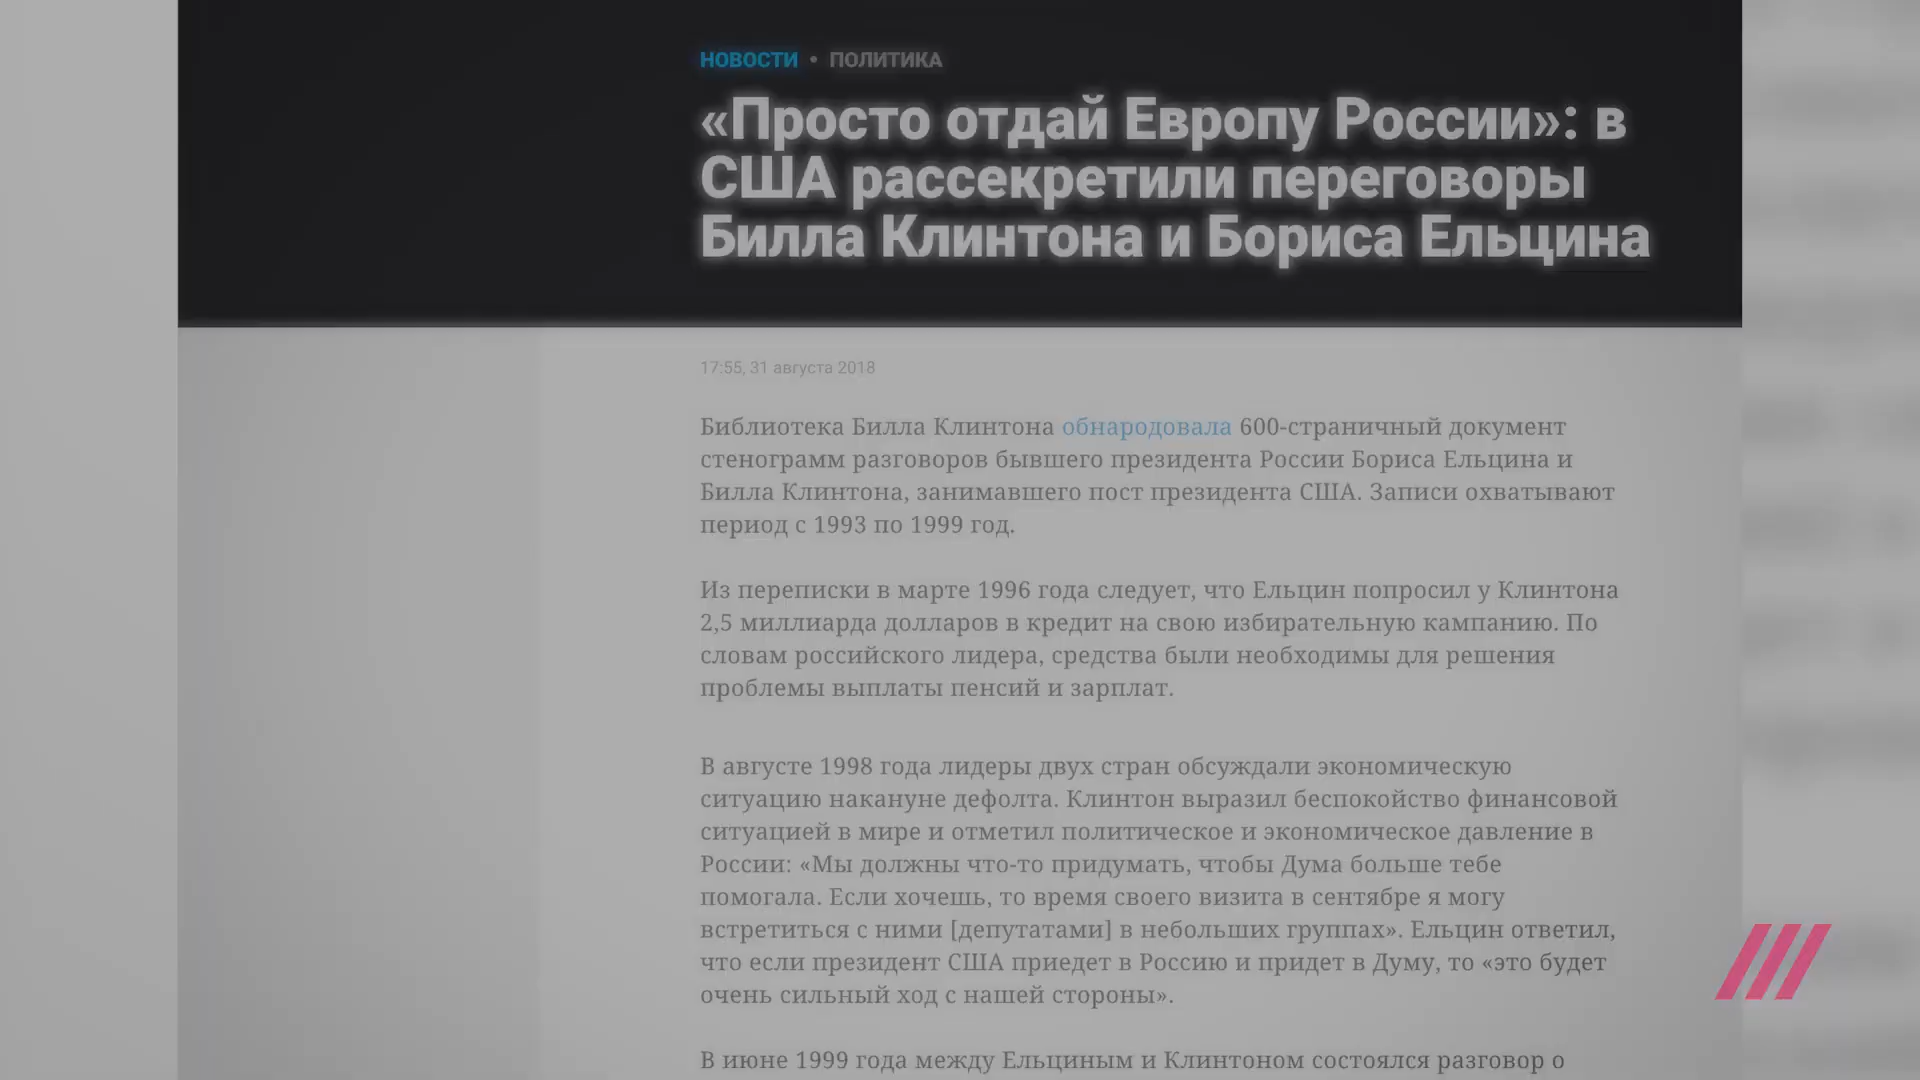 НОВОСТИ • ПОЛИТИКА
«Просто отдай Европу России»: в
США рассекретили переговоры
Билла Клинтона и Бориса Ельцина
17:55, 31 августа 2018
Библиотека Билла Клинтона обнародовала 600-страничный документ
стенограмм разговоров бывшего президента России Бориса Ельцина и
Билла Клинтона, занимавшего пост президента США. Записи охватывают
период с 1993 по 1999 год.
Из переписки в марте 1996 года следует, что Ельцин попросил у Клинтона
2,5 миллиарда долларов в кредит на свою избирательную кампанию. По
словам российского лидера, средства были необходимы для решения
проблемы выплаты пенсий и зарплат.
В августе 1998 года лидеры двух стран обсуждали экономическую
ситуацию накануне дефолта. Клинтон выразил беспокойство финансовой
ситуацией в мире и отметил политическое и экономическое давление в
России: «Мы должны что-то придумать, чтобы Дума больше тебе
помогала. Если хочешь, то время своего визита в сентябре я могу
встретиться с ними [депутатами] в небольших группах». Ельцин ответил,
что если президент США приедет в Россию и придет в Думу, то «это будет
очень сильный ход с нашей стороны».
В июне 1999 года между Ельциным и Клинтоном состоялся разговор о